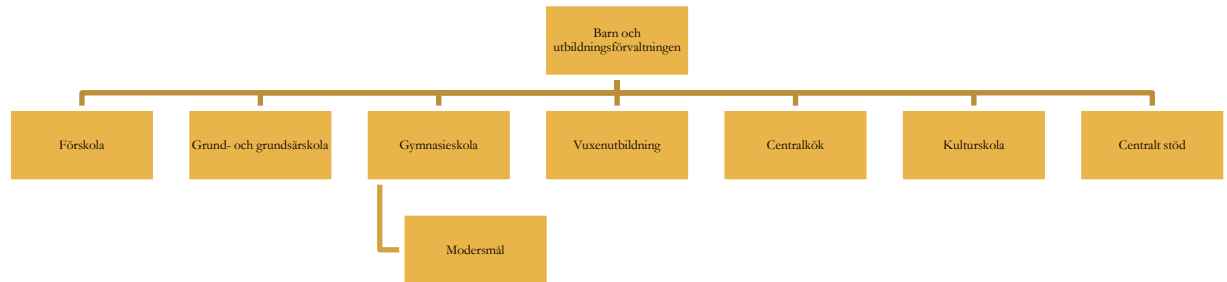 Barn och
utbildningsförvaltningen
Förskola
Grund- och grundsärskola
Gymnasieskola
Vuxenutbildning
Centralkök
Kulturskola
Centralt stöd
Modersmål